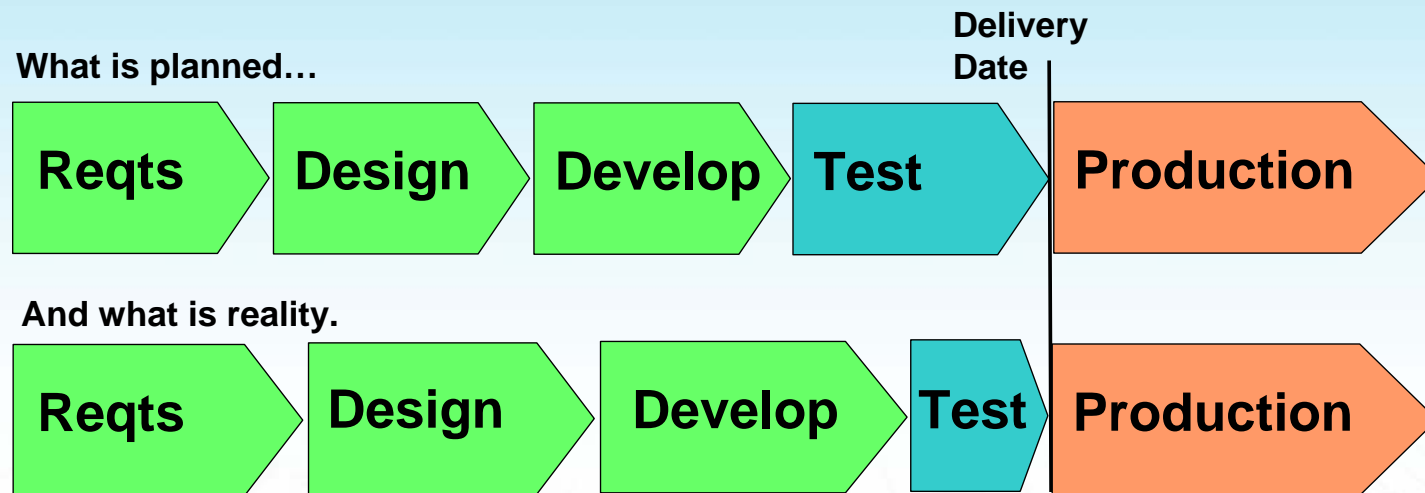 Delivery
Date
What is planned…
Reqts
Design
Develop
Test
Production
And what is reality.
Reqts
Design
Develop
Test
Production